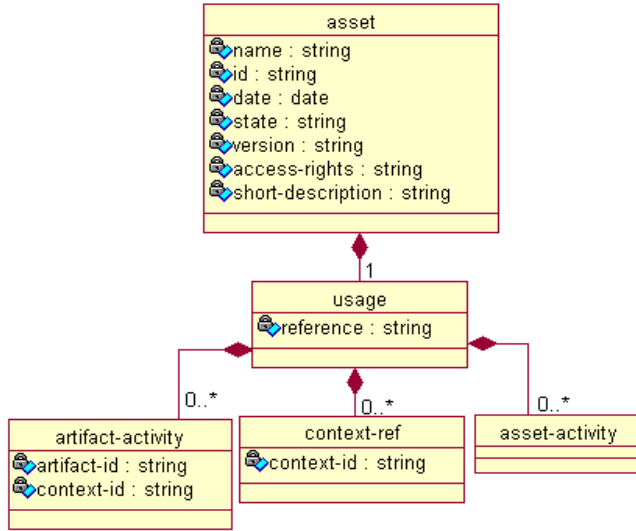 asset
name : string
id : string
date : date
state : string
version : string
access-rights : string
short-description : string
1
usage
reference : string
0..*
0..*
0..*
artifact-activity
artifact-id : string
context-id : string
context-ref
context-id : string
asset-activity